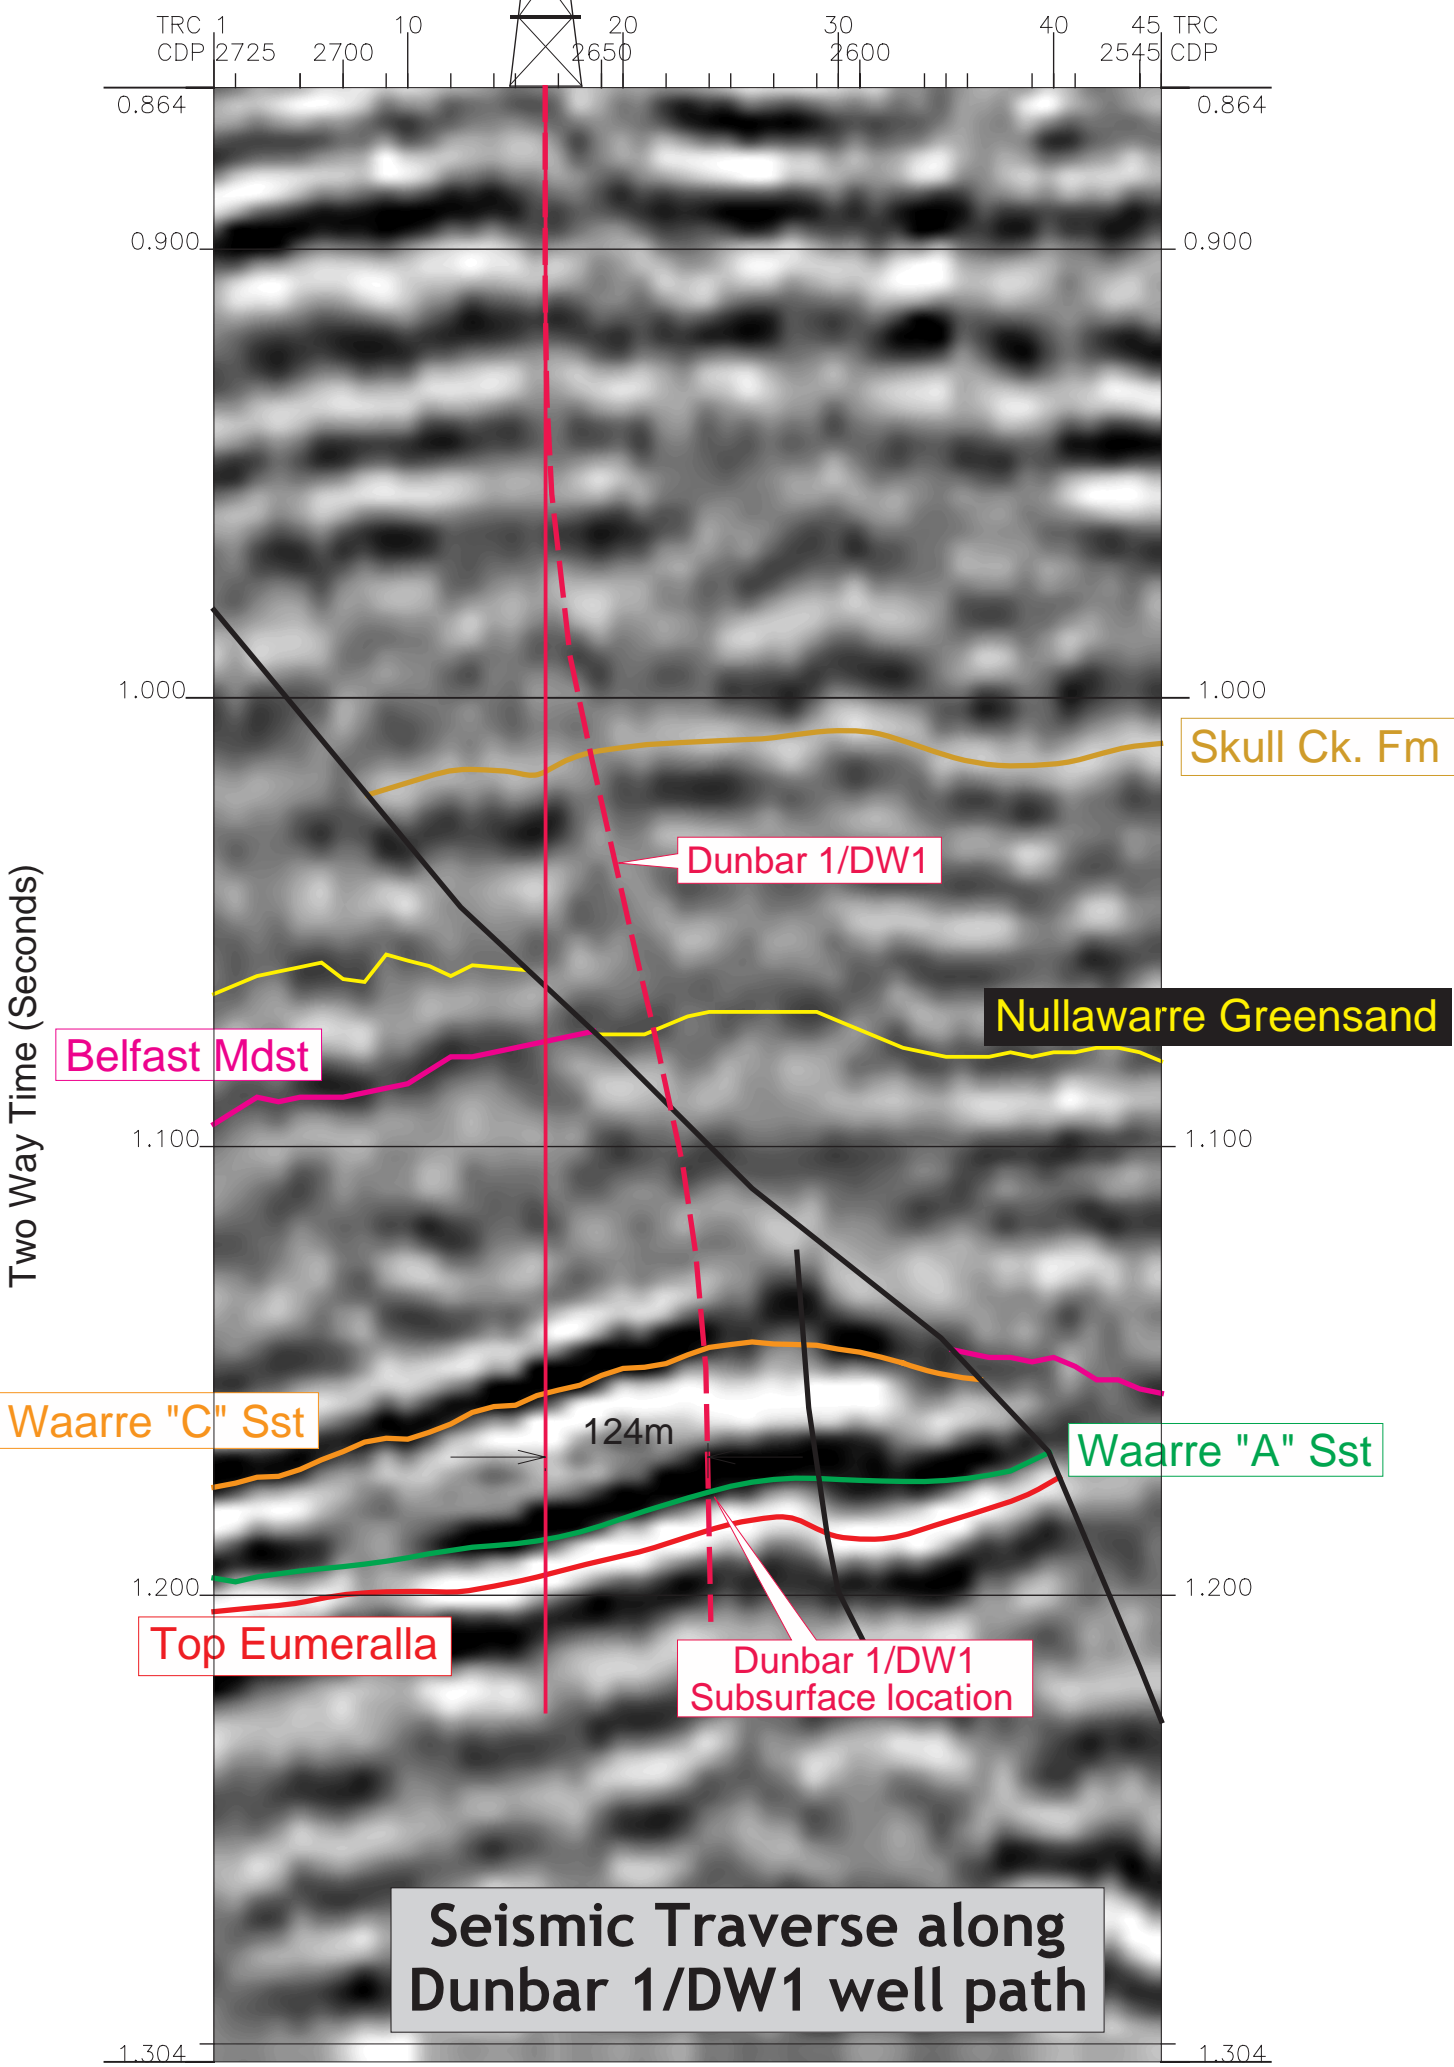 TRC 1 10 20 30 40 45 TRC
CDP 2725 2700 2650 2600 2545 CDP
0.864 0.864
0.900 0.900
1.000 1.000
Skull Ck. Fm
Dunbar 1/DW1
Two Way Time (Seconds)
Nullawarre Greensand
Belfast Mdst
1.100 1.100
Waarre "C" Sst
124m
Waarre "A" Sst
1.200 1.200
Top Eumeralla
Dunbar 1/DW1
Subsurface location
Seismic Traverse along
Dunbar 1/DW1 well path
1.304 1.304